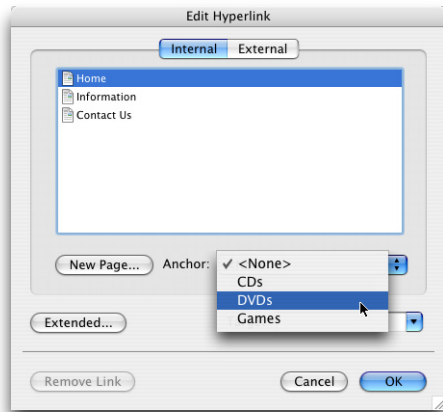 Edit Hyperlink
Internal External
Home
Information
Contact Us
New Page... Anchor: ✓ <None>
CDs
DVDs
Games
Extended...
Remove Link Cancel OK